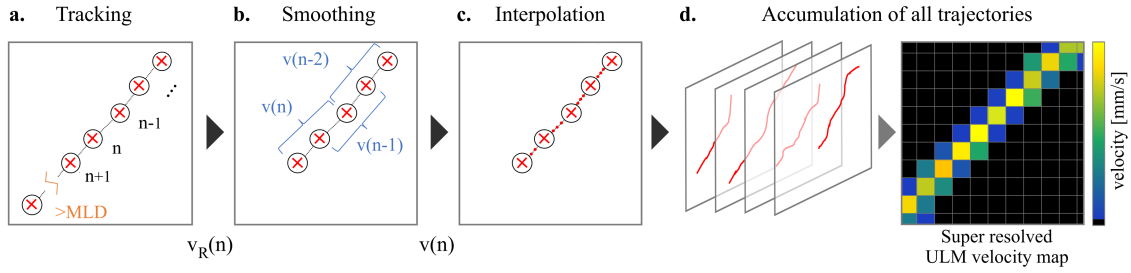 a. Tracking
b. Smoothing
c. Interpolation
d. Accumulation of all trajectories
n-1
n
n+1
>MLD
v_R(n)
v(n-2)
v(n)
v(n-1)
v(n)
velocity [mm/s]
Super resolved
ULM velocity map